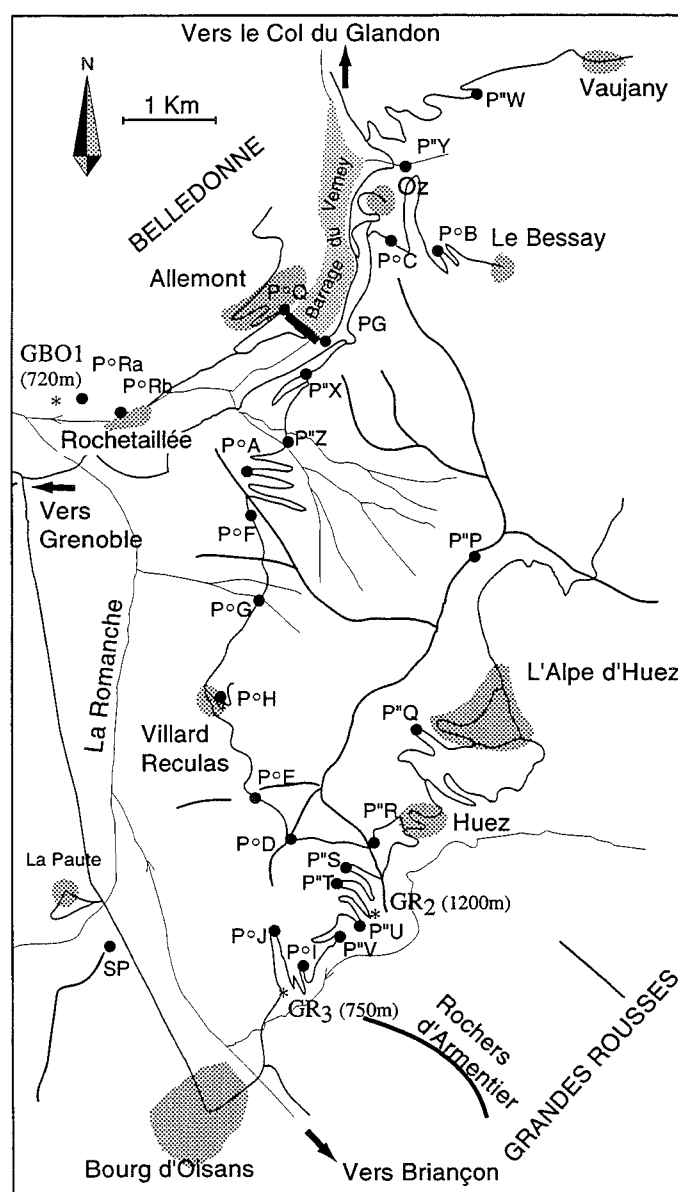 Vers le Col du Glandon
N
1 Km
Vaujany
P"W
BELLEDONNE
P"Y
Oz
Barrage du Verney
P°B
Le Bessay
P°C
Allemont
P°Q
PG
GBO1
(720m)
P°Ra
P°Rb
P"X
Rochetaillée
P"Z
P°A
Vers
Grenoble
P°F
P"P
P°G
La Romanche
L'Alpe d'Huez
P°H
P"Q
Villard
Reculas
P°E
P"R
Huez
P°D
P"S
La Paute
P"T
GR2 (1200m)
P"U
P°J
P"V
P°I
SP
GR3 (750m)
Rochers
d'Armentier
GRANDES ROUSSES
Bourg d'Oisans
Vers Briançon